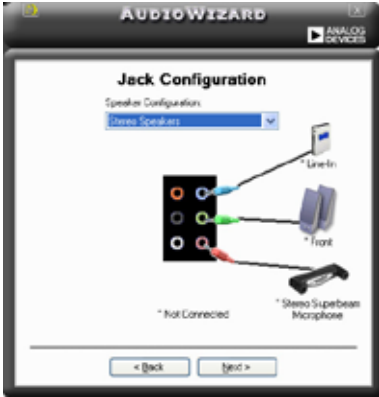 AudioWizard
ANALOG
DEVICES
Jack Configuration
Speaker Configuration:
Stereo Speakers
* Line-In
* Front
* Not Connected
* Stereo Superbeam
Microphone
< Back
Next >